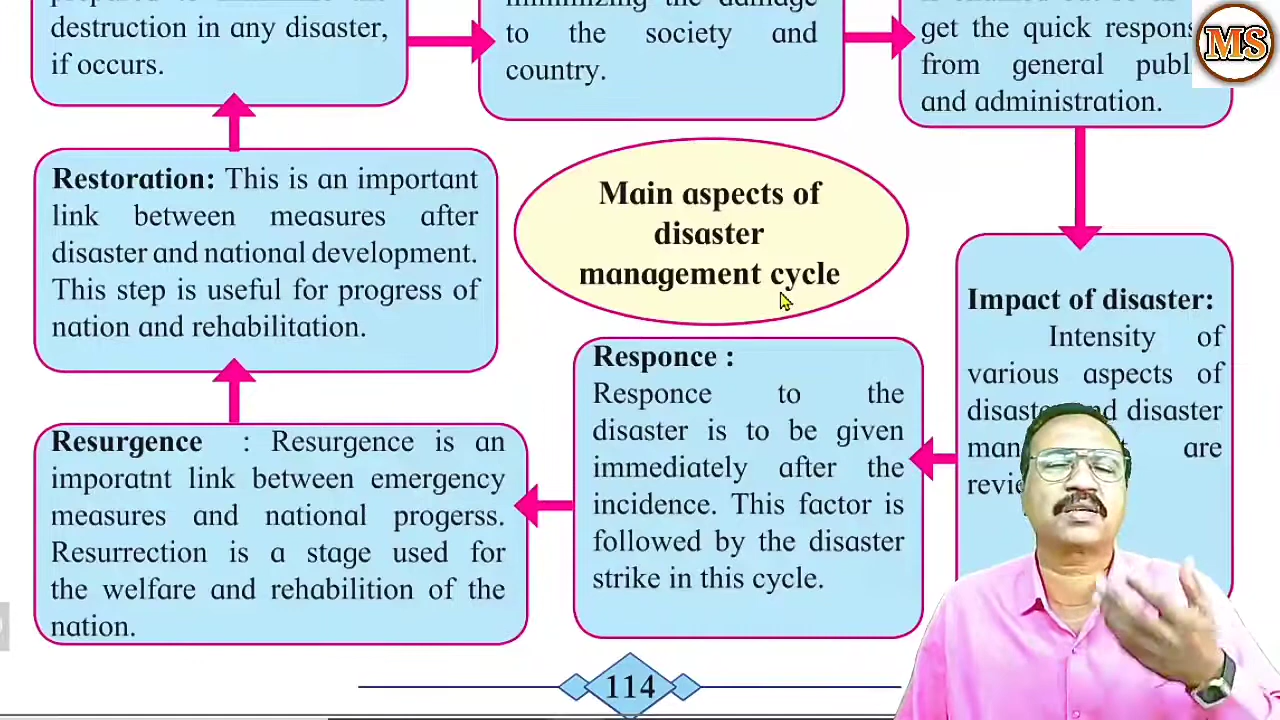 destruction in any disaster,
if occurs.
minimizing the damage
to the society and
country.
get the quick
from general
and administration.
MS
Restoration: This is an important
link between measures after
disaster and national development.
This step is useful for progress of
nation and rehabilitation.
Main aspects of
disaster
management cycle
Impact of disaster:
Intensity of
various aspects of
disaster
are
Responce :
Responce to the
disaster is to be given
immediately after the
incidence. This factor is
followed by the disaster
strike in this cycle.
Resurgence : Resurgence is an
imporatnt link between emergency
measures and national progerss.
Resurrection is a stage used for
the welfare and rehabilition of the
nation.
114